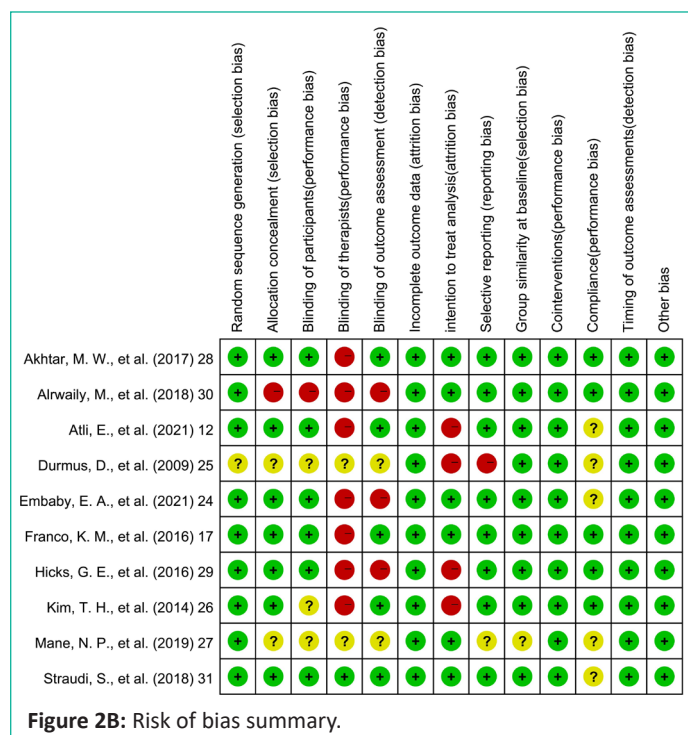 Random sequence generation (selection bias)
Allocation concealment (selection bias)
Blinding of participants(performance bias)
Blinding of therapists(performance bias)
Blinding of outcome assessment (detection bias)
Incomplete outcome data (attrition bias)
intention to treat analysis(attrition bias)
Selective reporting (reporting bias)
Group similarity at baseline(selection bias)
Cointerventions(performance bias)
Compliance(performance bias)
Timing of outcome assessments(detection bias)
Other bias
Akhtar, M. W., et al. (2017) 28 + + + - + + + + + + + + +
Alrwaily, M., et al. (2018) 30 + - - - - + + + + + + + +
Atli, E., et al. (2021) 12 + + + - + + - + + + ? + +
Durmus, D., et al. (2009) 25 ? ? ? ? ? + - - + + ? + +
Embaby, E. A., et al. (2021) 24 + + + - - + + + + + ? + +
Franco, K. M., et al. (2016) 17 + + + - + + + + + + + + +
Hicks, G. E., et al. (2016) 29 + + + - - + - + + + + + +
Kim, T. H., et al. (2014) 26 + + ? - + + - + + + + + +
Mane, N. P., et al. (2019) 27 + ? ? ? ? + + ? ? + ? + +
Straudi, S., et al. (2018) 31 + + + + + + + + + + ? + +
Figure 2B: Risk of bias summary.